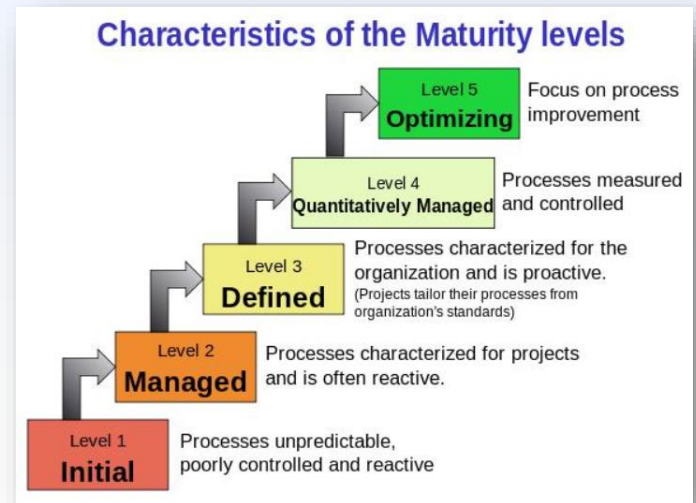 Characteristics of the Maturity levels
Level 5
Optimizing
Focus on process
improvement
Level 4
Quantitatively Managed
Processes measured
and controlled
Level 3
Defined
Processes characterized for the
organization and is proactive.
(Projects tailor their processes from
organization's standards)
Level 2
Managed
Processes characterized for projects
and is often reactive.
Level 1
Initial
Processes unpredictable,
poorly controlled and reactive